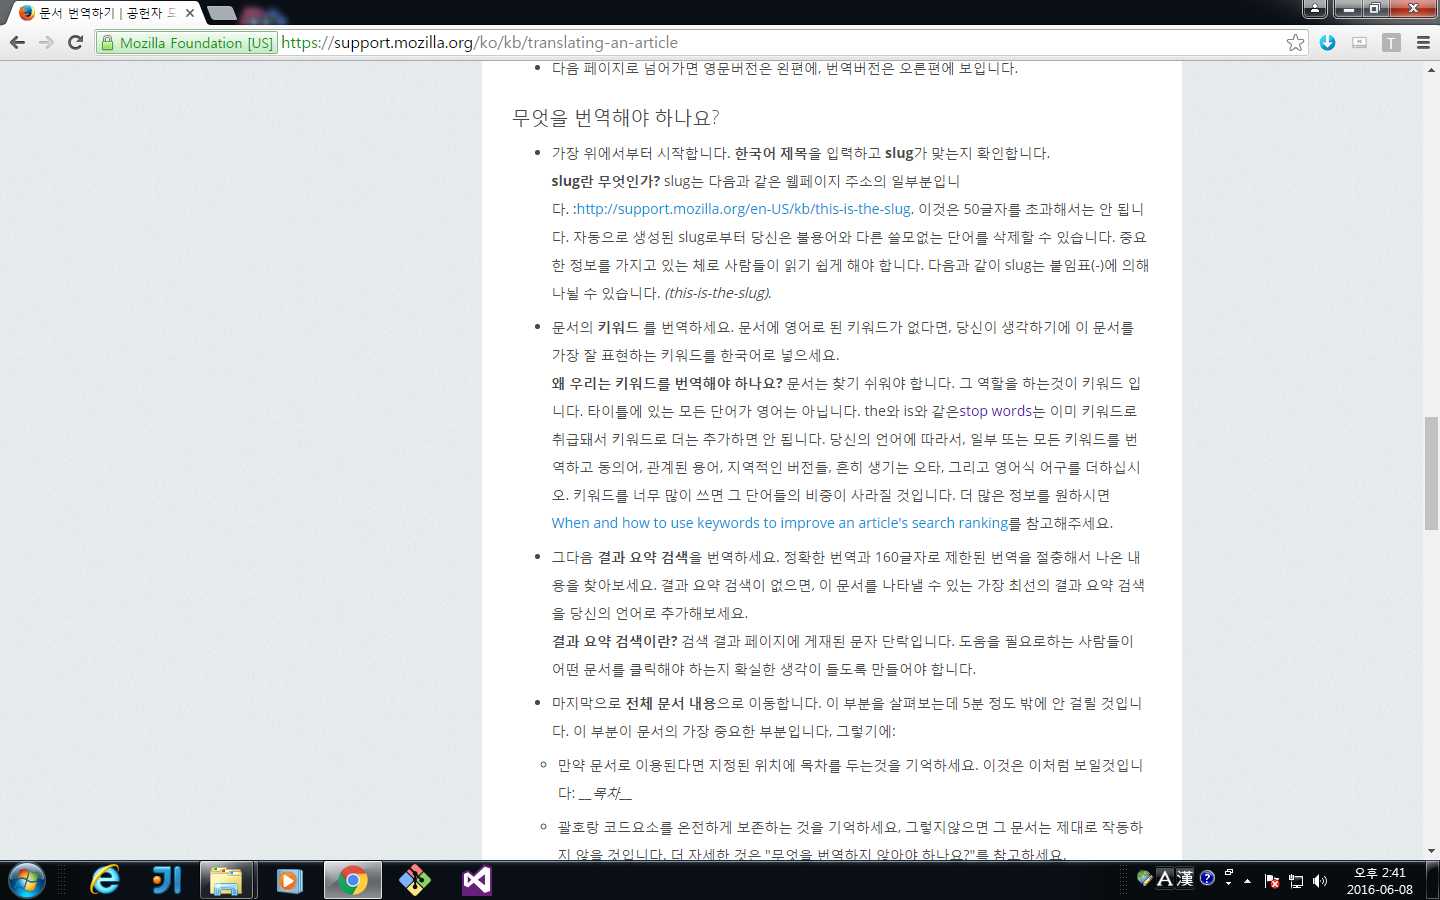 문서 번역하기 | 공헌자 도
Mozilla Foundation [US] https://support.mozilla.org/ko/kb/translating-an-article
다음 페이지로 넘어가면 영문버전은 왼편에, 번역버전은 오른편에 보입니다.
무엇을 번역해야 하나요?
가장 위에서부터 시작합니다. 한국어 제목을 입력하고 slug가 맞는지 확인합니다.
slug란 무엇인가? slug는 다음과 같은 웹페이지 주소의 일부분입니
다. :http://support.mozilla.org/en-US/kb/this-is-the-slug. 이것은 50글자를 초과해서는 안 됩니
다. 자동으로 생성된 slug로부터 당신은 불용어와 다른 쓸모없는 단어를 삭제할 수 있습니다. 중요
한 정보를 가지고 있는 체로 사람들이 읽기 쉽게 해야 합니다. 다음과 같이 slug는 붙임표(-)에 의해
나뉠 수 있습니다. (this-is-the-slug).
문서의 키워드 를 번역하세요. 문서에 영어로 된 키워드가 없다면, 당신이 생각하기에 이 문서를
가장 잘 표현하는 키워드를 한국어로 넣으세요.
왜 우리는 키워드를 번역해야 하나요? 문서는 찾기 쉬워야 합니다. 그 역할을 하는것이 키워드 입
니다. 타이틀에 있는 모든 단어가 영어는 아닙니다. the와 is와 같은stop words는 이미 키워드로
취급돼서 키워드로 더는 추가하면 안 됩니다. 당신의 언어에 따라서, 일부 또는 모든 키워드를 번
역하고 동의어, 관계된 용어, 지역적인 버전들, 흔히 생기는 오타, 그리고 영어식 어구를 더하십시
오. 키워드를 너무 많이 쓰면 그 단어들의 비중이 사라질 것입니다. 더 많은 정보를 원하시면
When and how to use keywords to improve an article's search ranking를 참고해주세요.
그다음 결과 요약 검색을 번역하세요. 정확한 번역과 160글자로 제한된 번역을 절충해서 나온 내
용을 찾아보세요. 결과 요약 검색이 없으면, 이 문서를 나타낼 수 있는 가장 최선의 결과 요약 검색
을 당신의 언어로 추가해보세요.
결과 요약 검색이란? 검색 결과 페이지에 게재된 문자 단락입니다. 도움을 필요로하는 사람들이
어떤 문서를 클릭해야 하는지 확실한 생각이 들도록 만들어야 합니다.
마지막으로 전체 문서 내용으로 이동합니다. 이 부분을 살펴보는데 5분 정도 밖에 안 걸릴 것입니
다. 이 부분이 문서의 가장 중요한 부분입니다, 그렇기에:
만약 문서로 이용된다면 지정된 위치에 목차를 두는것을 기억하세요. 이것은 이처럼 보일것입니
다: __목차__
괄호랑 코드요소를 온전하게 보존하는 것을 기억하세요, 그렇지않으면 그 문서는 제대로 작동하
지 않을 것입니다. 더 자세한 것은 "무엇을 번역하지 않아야 하나요?"를 참고하세요.
A 漢
오후 2:41
2016-06-08